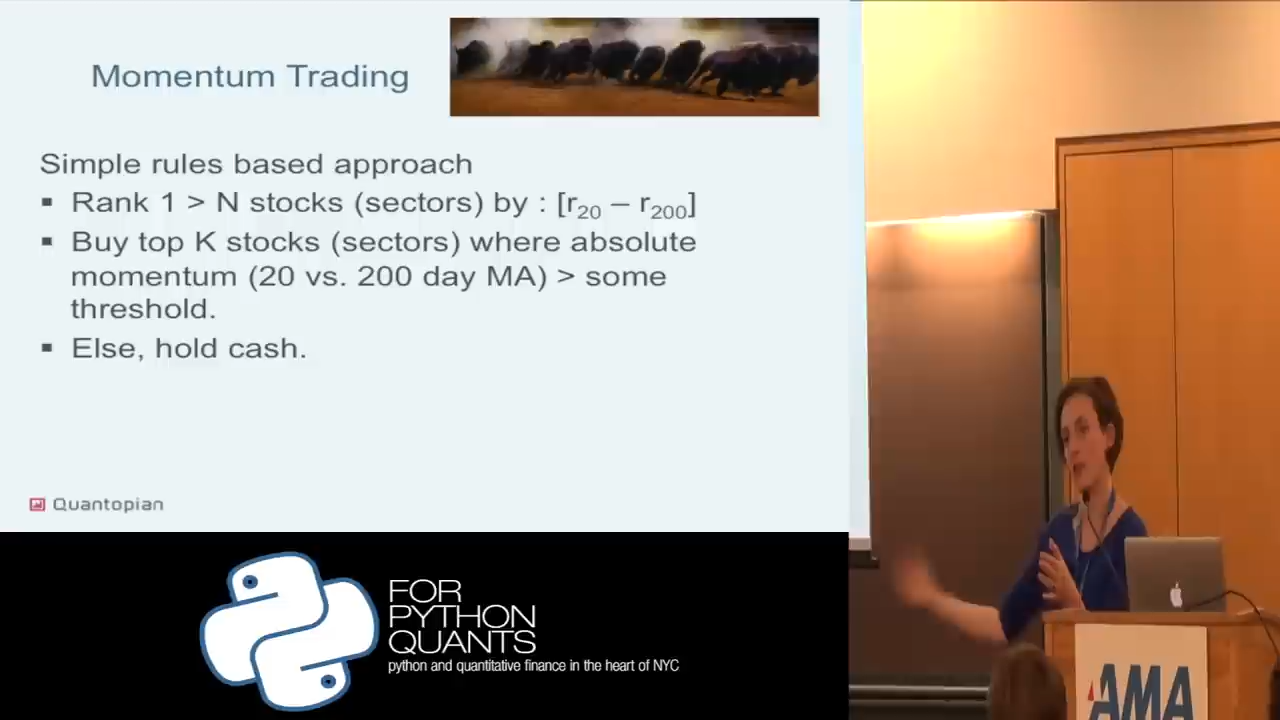 Momentum Trading
Simple rules based approach
▪ Rank 1 > N stocks (sectors) by : [r20 – r200]
▪ Buy top K stocks (sectors) where absolute
momentum (20 vs. 200 day MA) > some
threshold.
▪ Else, hold cash.
Quantopian
FOR
PYTHON
QUANTS
python and quantitative finance in the heart of NYC
AMA